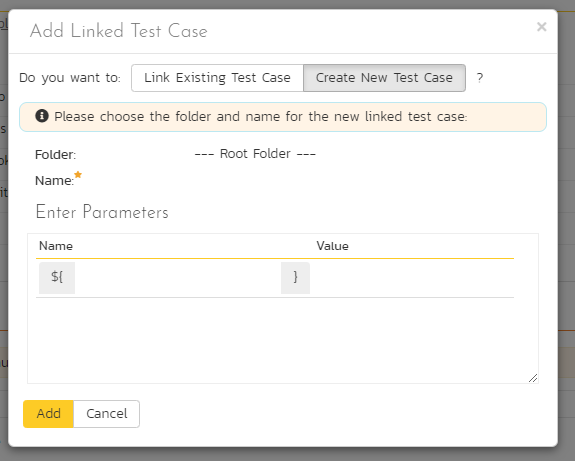 Add Linked Test Case ×
Do you want to: Link Existing Test Case Create New Test Case ?
Please choose the folder and name for the new linked test case:
Folder: --- Root Folder ---
Name:*
Enter Parameters
Name Value
${ }
Add Cancel